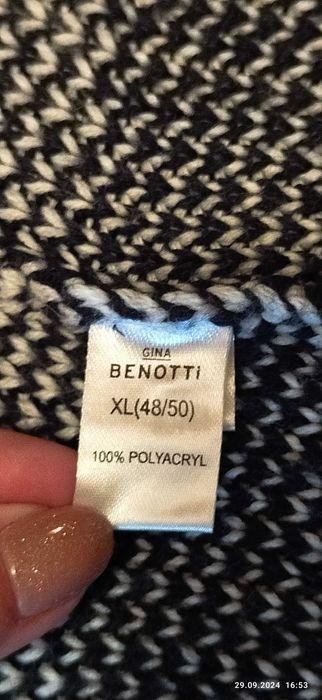 GINA
BENOTTi
XL(48/50)
100% POLYACRYL
29.09.2024 16:53